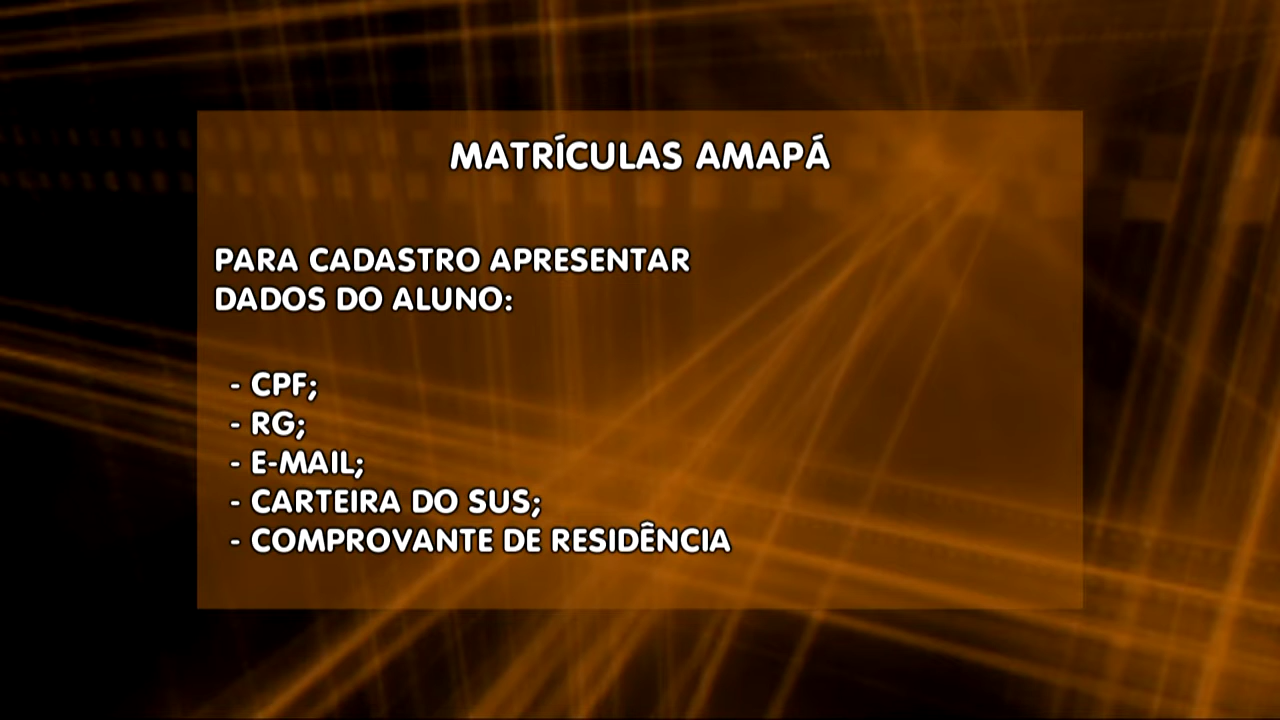 MATRÍCULAS AMAPÁ
PARA CADASTRO APRESENTAR
DADOS DO ALUNO:
- CPF;
- RG;
- E-MAIL;
- CARTEIRA DO SUS;
- COMPROVANTE DE RESIDÊNCIA